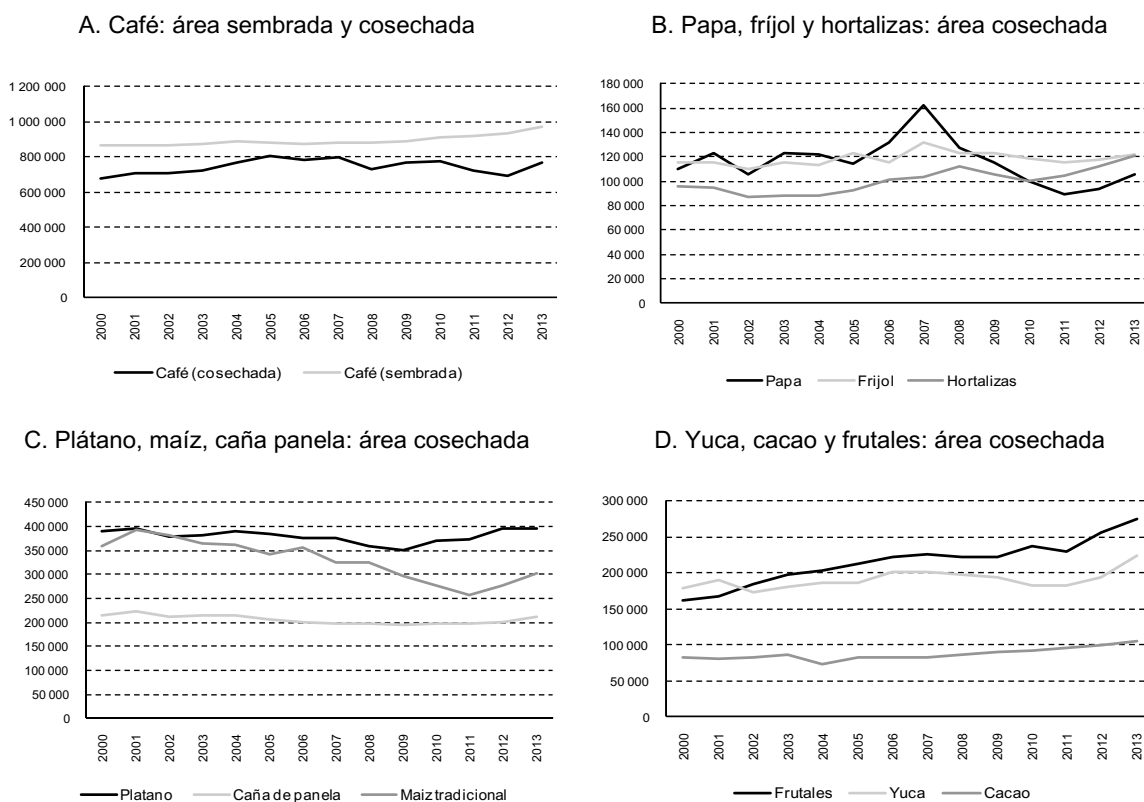 A. Café: área sembrada y cosechada
1 200 000
1 000 000
800 000
600 000
400 000
200 000
0
2000 2001 2002 2003 2004 2005 2006 2007 2008 2009 2010 2011 2012 2013
Café (cosechada) Café (sembrada)
B. Papa, fríjol y hortalizas: área cosechada
180 000
160 000
140 000
120 000
100 000
80 000
60 000
40 000
20 000
0
2000 2001 2002 2003 2004 2005 2006 2007 2008 2009 2010 2011 2012 2013
Papa Frijol Hortalizas
C. Plátano, maíz, caña panela: área cosechada
450 000
400 000
350 000
300 000
250 000
200 000
150 000
100 000
50 000
0
2000 2001 2002 2003 2004 2005 2006 2007 2008 2009 2010 2011 2012 2013
Platano Caña de panela Maiz tradicional
D. Yuca, cacao y frutales: área cosechada
300 000
250 000
200 000
150 000
100 000
50 000
0
2000 2001 2002 2003 2004 2005 2006 2007 2008 2009 2010 2011 2012 2013
Frutales Yuca Cacao